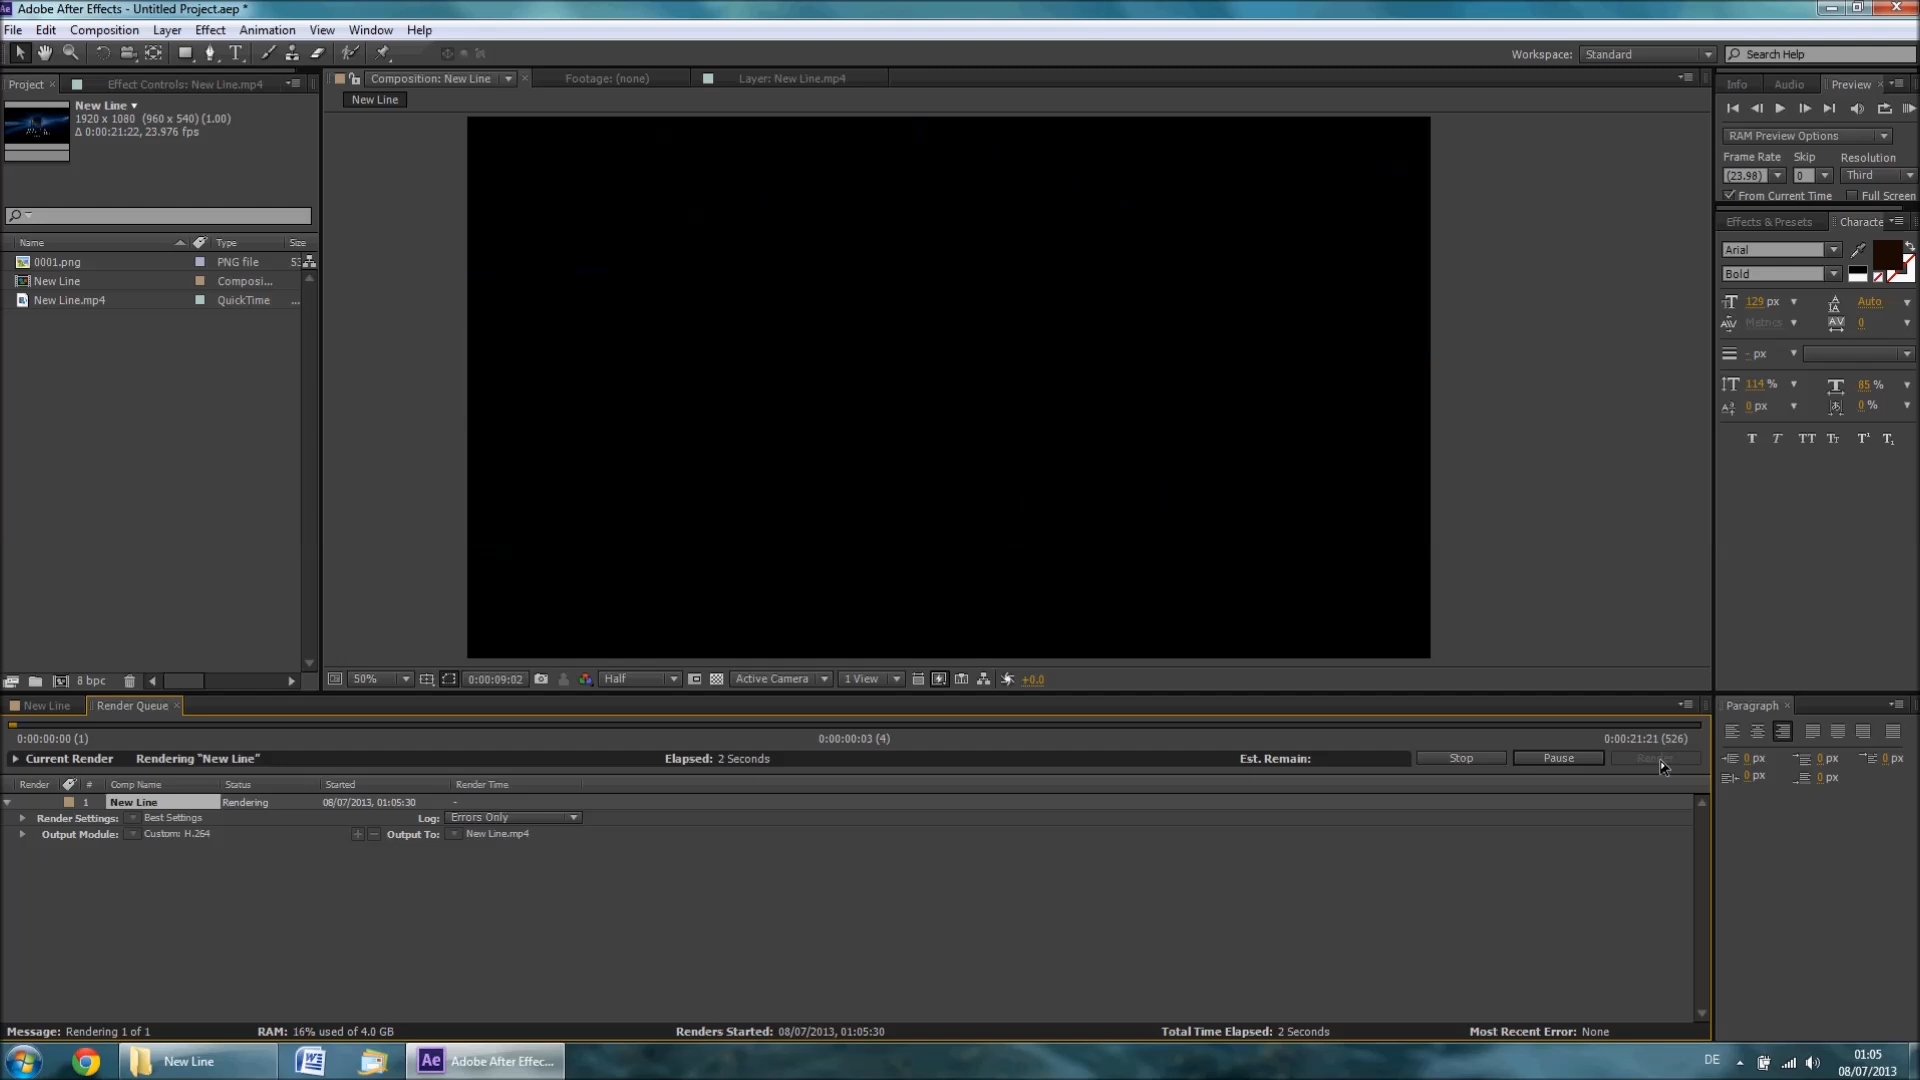 Adobe After Effects - Untitled Project.aep *
File Edit Composition Layer Effect Animation View Window Help
Workspace: Standard Search Help
Project Effect Controls: New Line.mp4 Composition: New Line Footage: (none) Layer: New Line.mp4 Info Audio Preview
New Line
1920 x 1080 (960 x 540) (1.00)
Δ 0:00:21:22, 23.976 fps
New Line
RAM Preview Options
Frame Rate Skip Resolution
(23.98) 0 Third
From Current Time Full Screen
Effects & Presets Characte
Name Type Size
0001.png PNG file 53
New Line Composi...
New Line.mp4 QuickTime ...
Arial
Bold
129 px Auto
Metrics 0
- px
114 % 85 %
0 px 0 %
T T TT Tr T¹ T₁
8 bpc
50% 0:00:09:02 Half Active Camera 1 View +0.0
New Line Render Queue
0:00:00:00 (1) 0:00:00:03 (4) 0:00:21:21 (526)
Current Render Rendering "New Line" Elapsed: 2 Seconds Est. Remain: Stop Pause
Render # Comp Name Status Started Render Time
1 New Line Rendering 08/07/2013, 01:05:30 -
Render Settings: Best Settings Log: Errors Only
Output Module: Custom: H.264 Output To: New Line.mp4
Paragraph
0 px 0 px 0 px
0 px 0 px
Message: Rendering 1 of 1 RAM: 16% used of 4.0 GB Renders Started: 08/07/2013, 01:05:30 Total Time Elapsed: 2 Seconds Most Recent Error: None
New Line Ae Adobe After Effec... DE 01:05
08/07/2013